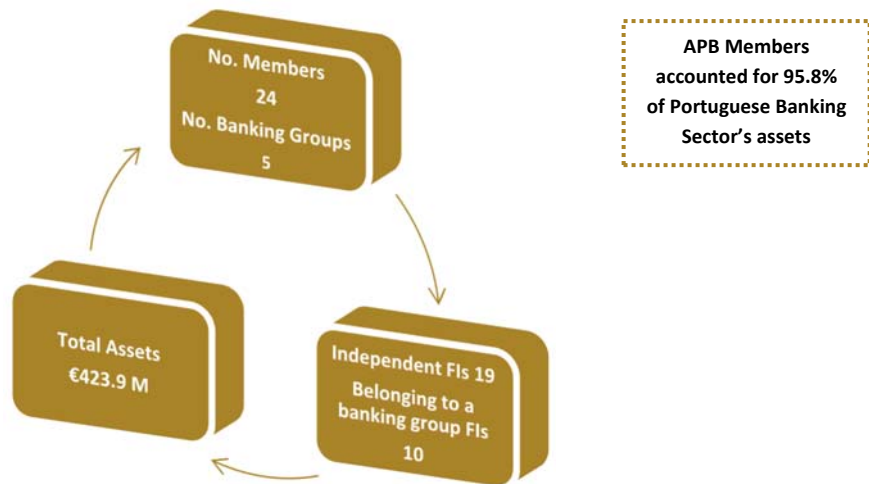 No. Members
24
No. Banking Groups
5
APB Members
accounted for 95.8%
of Portuguese Banking
Sector’s assets
Total Assets
€423.9 M
Independent FIs 19
Belonging to a
banking group FIs
10